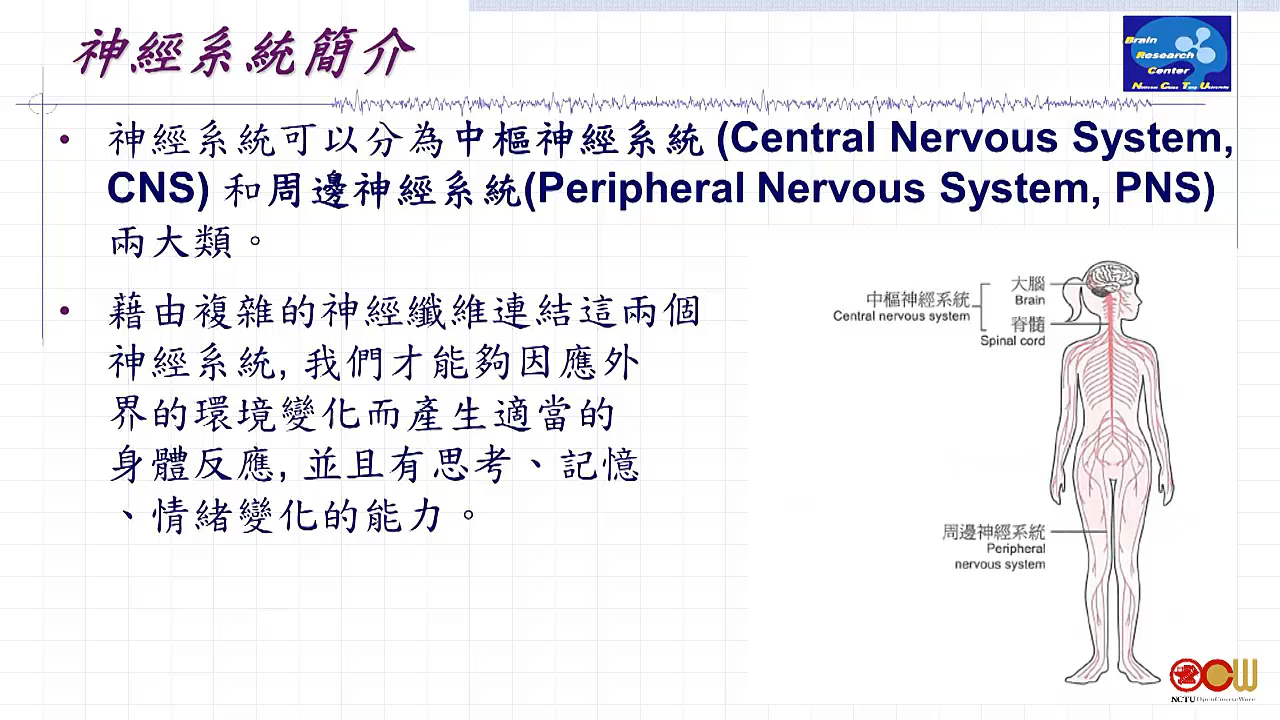 神經系統簡介
Brain
Research
Center
National Chiao Tung University
• 神經系統可以分為中樞神經系統 (Central Nervous System,
CNS) 和周邊神經系統(Peripheral Nervous System, PNS)
兩大類。
• 藉由複雜的神經纖維連結這兩個
神經系統, 我們才能夠因應外
界的環境變化而產生適當的
身體反應, 並且有思考、記憶
、情緒變化的能力。
大腦
Brain
中樞神經系統
Central nervous system
脊髓
Spinal cord
周邊神經系統
Peripheral
nervous system
OCW
NCTU OpenCourseWare